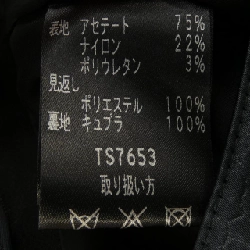 表地 アセテート 75%
ナイロン 22%
ポリウレタン 3%
見返し
ポリエステル 100%
裏地 キュプラ 100%
TS7653
取り扱い方